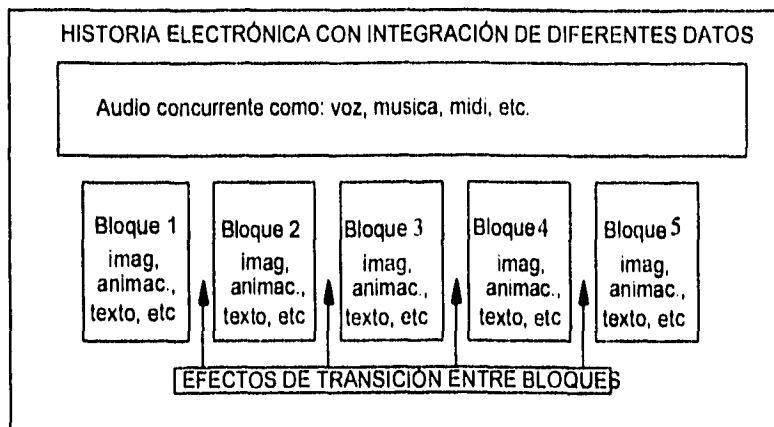 HISTORIA ELECTRÓNICA CON INTEGRACIÓN DE DIFERENTES DATOS
Audio concurrente como: voz, musica, midi, etc.
Bloque 1
imag,
animac.,
texto, etc
Bloque 2
imag,
animac.,
texto, etc
Bloque 3
imag,
animac.,
texto, etc
Bloque4
imag,
animac.,
texto, etc
Bloque 5
imag,
animac.,
texto, etc
EFECTOS DE TRANSICIÓN ENTRE BLOQUES